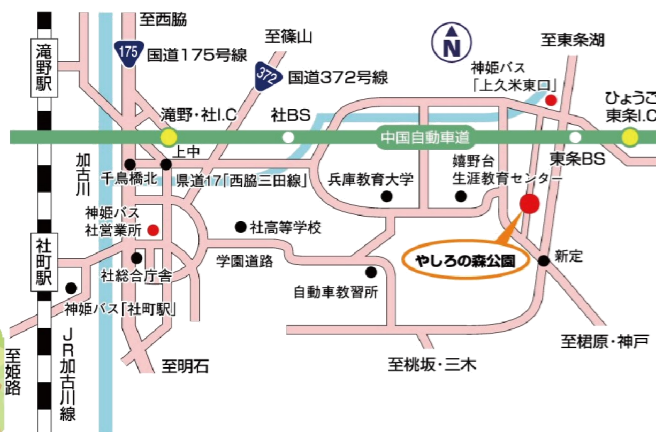 至西脇
至篠山
N
至東条湖
175
国道175号線
372
国道372号線
神姫バス
「上久米東口」
ひょうご
東条I.C
滝野駅
滝野・社I.C
社BS
中国自動車道
東条BS
上中
加古川
千鳥橋北
県道17「西脇三田線」
兵庫教育大学
嬉野台
生涯教育センター
神姫バス
社営業所
社高等学校
やしろの森公園
社町駅
社総合庁舎
学園道路
新定
自動車教習所
神姫バス「社町駅」
至姫路
JR加古川線
至明石
至桃坂・三木
至椙原・神戸